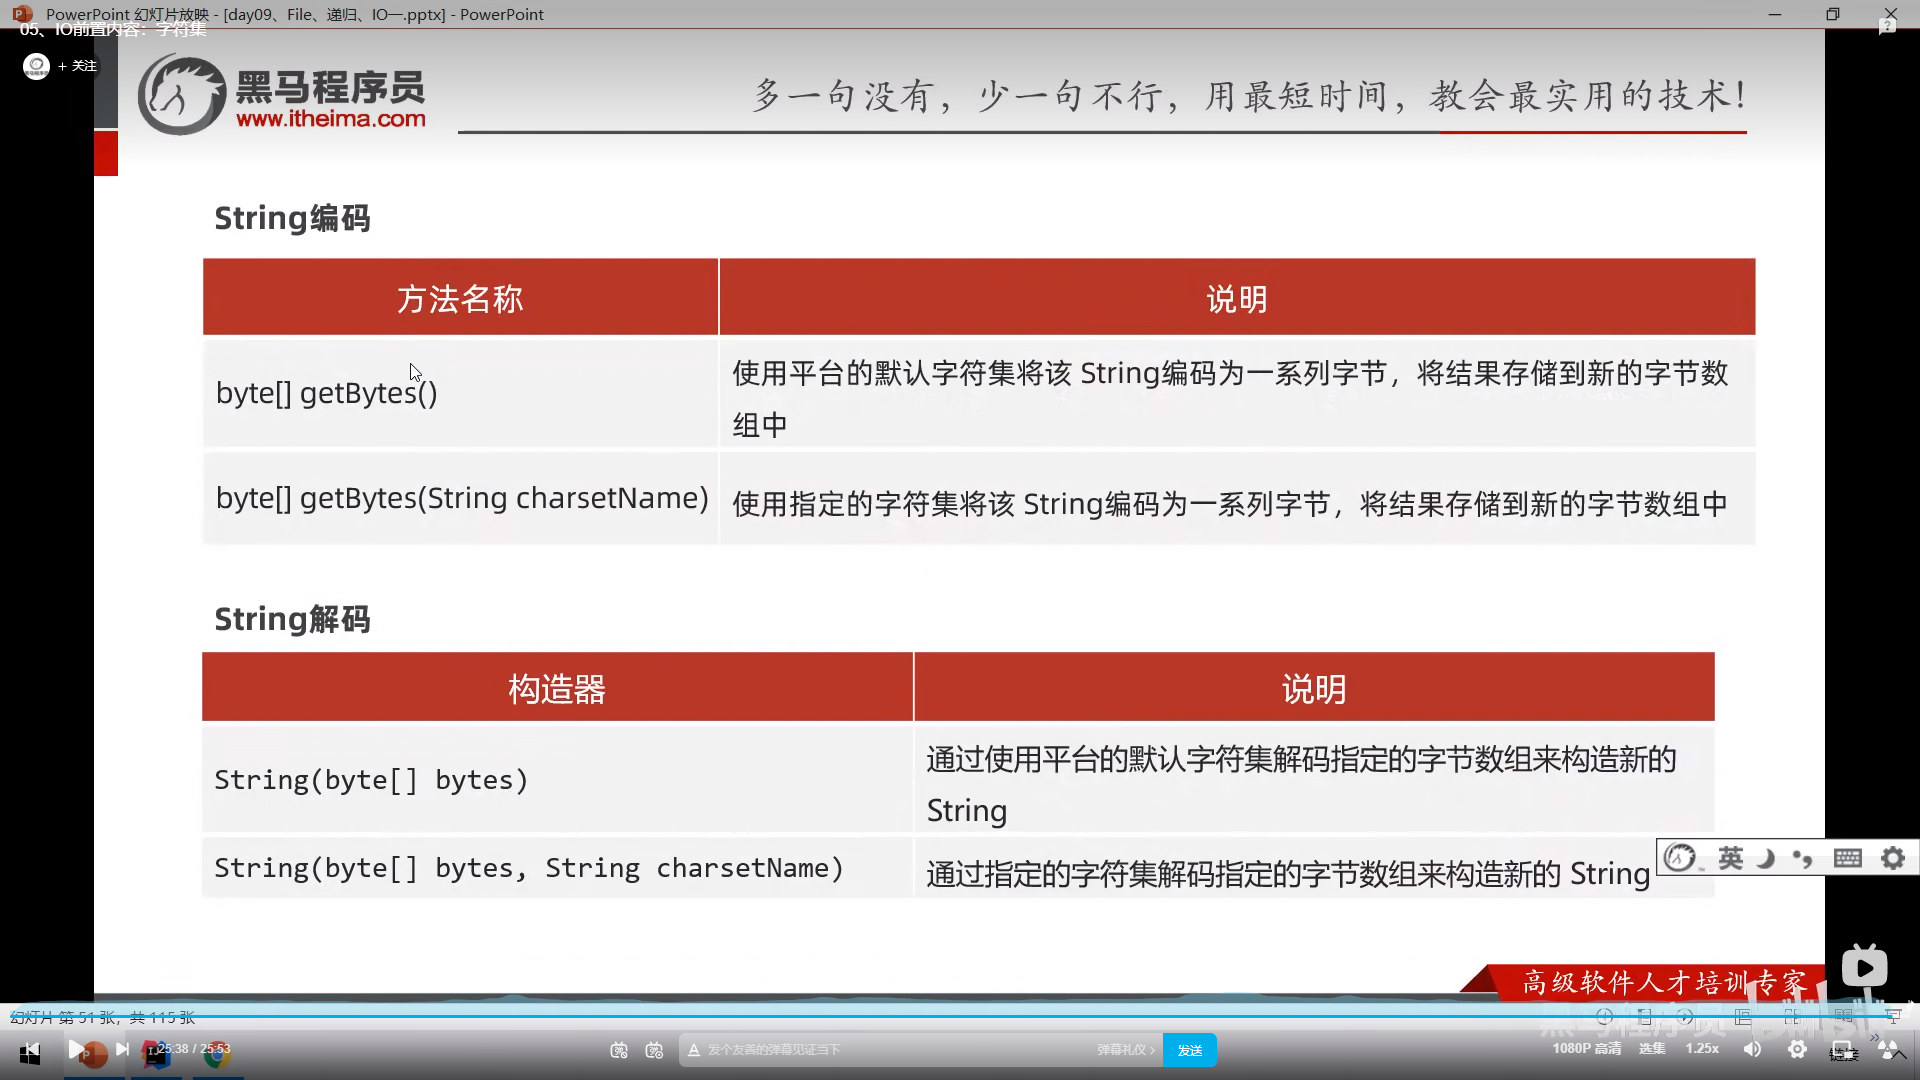 PowerPoint 幻灯片放映 - [day09、File、递归、IO一.pptx] - PowerPoint
05、IO前置内容：字符集
+ 关注
黑马程序员
www.itheima.com
多一句没有，少一句不行，用最短时间，教会最实用的技术！
String编码
方法名称
说明
byte[] getBytes()
使用平台的默认字符集将该 String编码为一系列字节，将结果存储到新的字节数
组中
byte[] getBytes(String charsetName)
使用指定的字符集将该 String编码为一系列字节，将结果存储到新的字节数组中
String解码
构造器
说明
String(byte[] bytes)
通过使用平台的默认字符集解码指定的字节数组来构造新的
String
String(byte[] bytes, String charsetName)
通过指定的字符集解码指定的字节数组来构造新的 String
英
高级软件人才培训专家
黑马程序员
bilibili
幻灯片 第 51 张，共 115 张
25:38 / 25:53
发个友善的弹幕见证当下
弹幕礼仪 >
发送
1080P 高清
选集
1.25x
链接